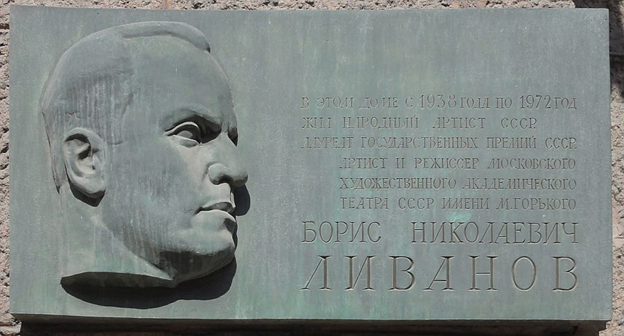 В ЭТОМ ДОМЕ С 1938 ГОДА ПО 1972 ГОД
ЖИЛ НАРОДНЫЙ АРТИСТ СССР
ЛАУРЕАТ ГОСУДАРСТВЕННЫХ ПРЕМИЙ СССР
АРТИСТ И РЕЖИССЕР МОСКОВСКОГО
ХУДОЖЕСТВЕННОГО АКАДЕМИЧЕСКОГО
ТЕАТРА СССР ИМЕНИ М.ГОРЬКОГО
БОРИС НИКОЛАЕВИЧ
ЛИВАНОВ